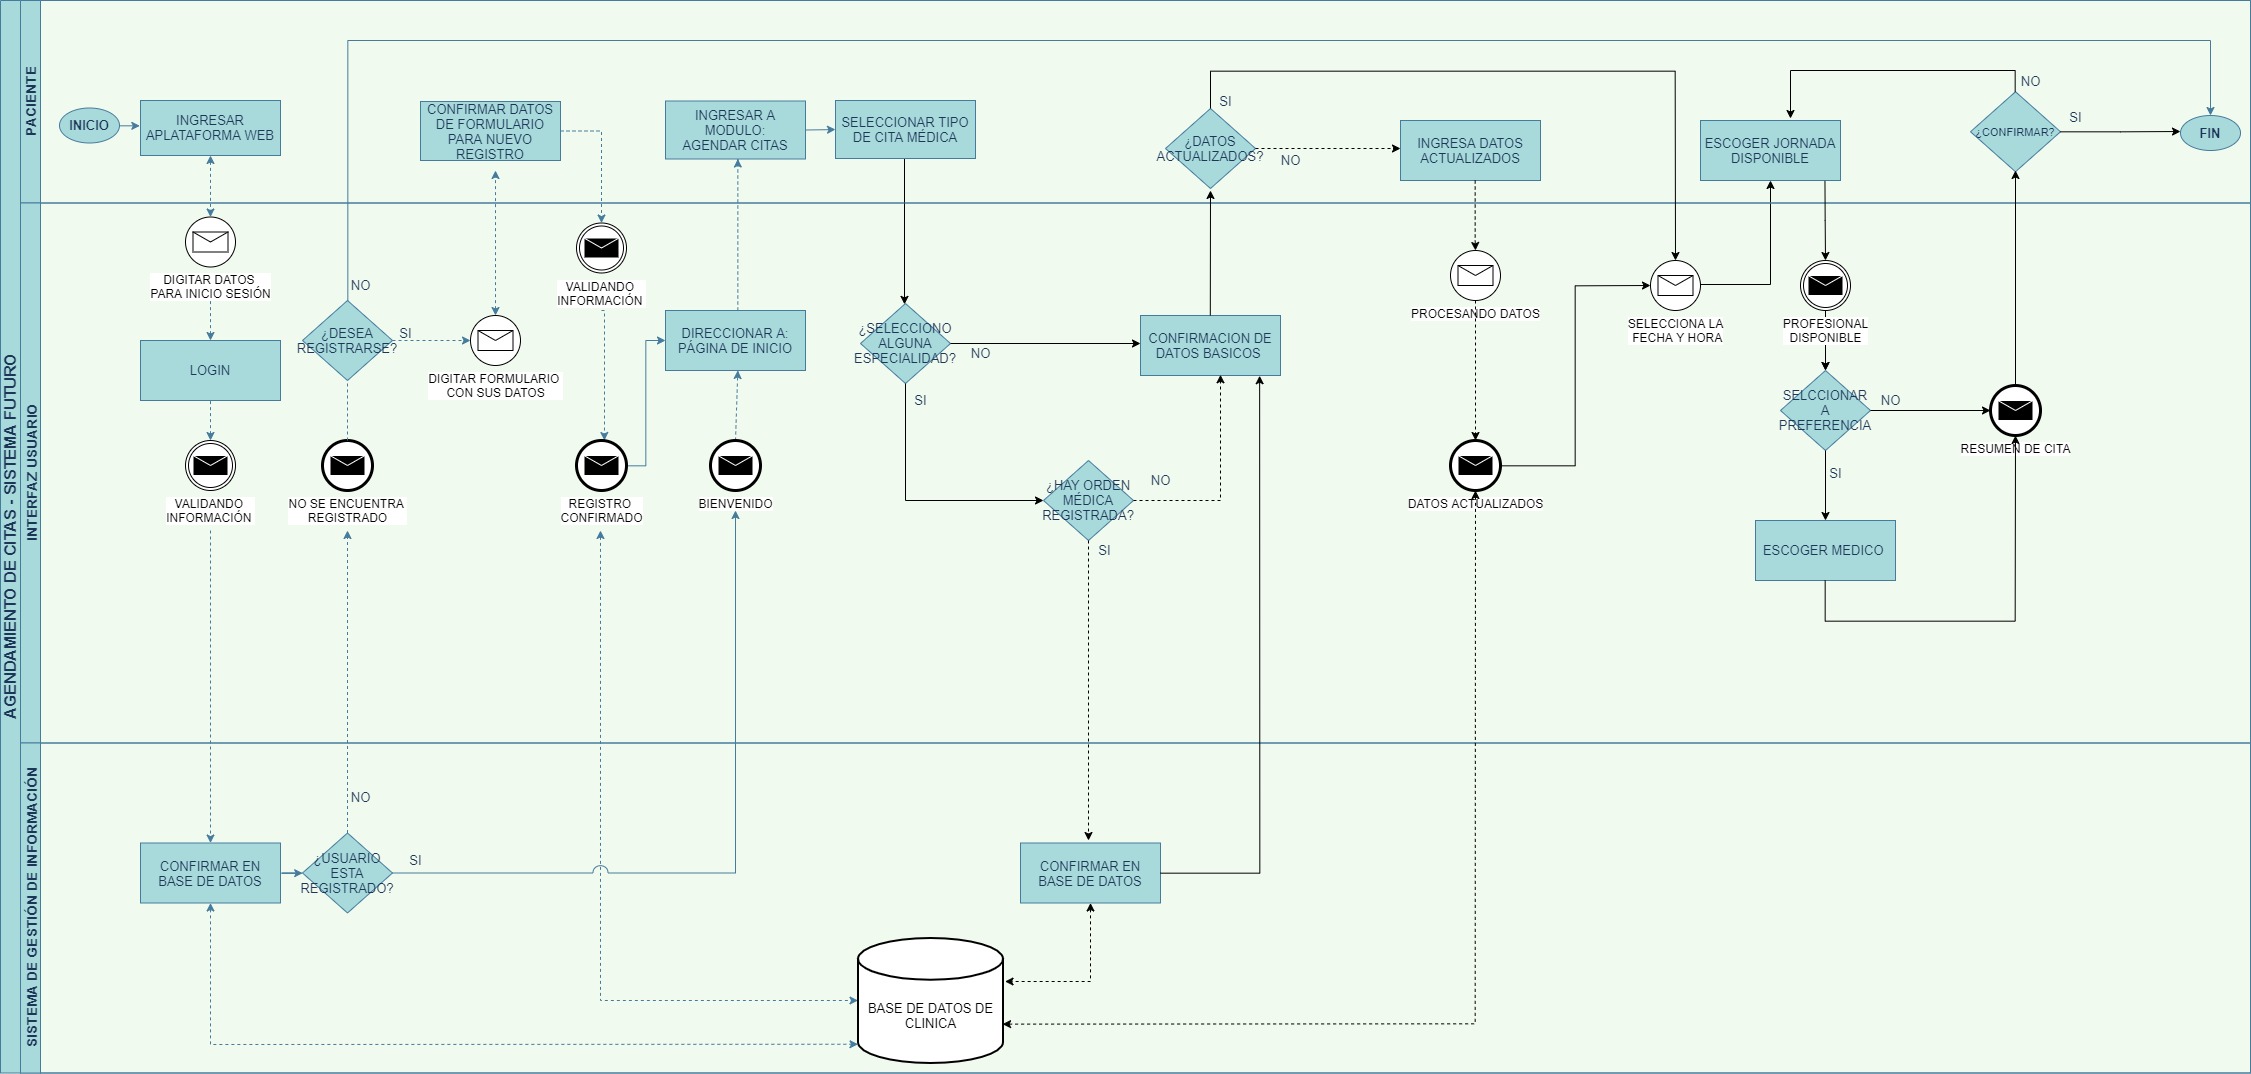 AGENDAMIENTO DE CITAS - SISTEMA FUTURO
PACIENTE
INICIO
INGRESAR
APLATAFORMA WEB
CONFIRMAR DATOS
DE FORMULARIO
PARA NUEVO
REGISTRO
INGRESAR A
MODULO:
AGENDAR CITAS
SELECCIONAR TIPO
DE CITA MÉDICA
SI
¿DATOS
ACTUALIZADOS?
NO
INGRESA DATOS
ACTUALIZADOS
ESCOGER JORNADA
DISPONIBLE
NO
¿CONFIRMAR?
SI
FIN
INTERFAZ USUARIO
DIGITAR DATOS
PARA INICIO SESIÓN
LOGIN
VALIDANDO
INFORMACIÓN
NO
¿DESEA
REGISTRARSE?
SI
NO SE ENCUENTRA
REGISTRADO
DIGITAR FORMULARIO
CON SUS DATOS
VALIDANDO
INFORMACIÓN
REGISTRO
CONFIRMADO
DIRECCIONAR A:
PÁGINA DE INICIO
BIENVENIDO
¿SELECCIONO
ALGUNA
ESPECIALIDAD?
NO
SI
¿HAY ORDEN
MÉDICA
REGISTRADA?
NO
SI
CONFIRMACION DE
DATOS BASICOS
PROCESANDO DATOS
DATOS ACTUALIZADOS
SELECCIONA LA
FECHA Y HORA
PROFESIONAL
DISPONIBLE
SELCCIONAR
A
PREFERENCIA
NO
SI
ESCOGER MEDICO
RESUMEN DE CITA
SISTEMA DE GESTIÓN DE INFORMACIÓN
CONFIRMAR EN
BASE DE DATOS
NO
¿USUARIO
ESTA
REGISTRADO?
SI
CONFIRMAR EN
BASE DE DATOS
BASE DE DATOS DE
CLINICA